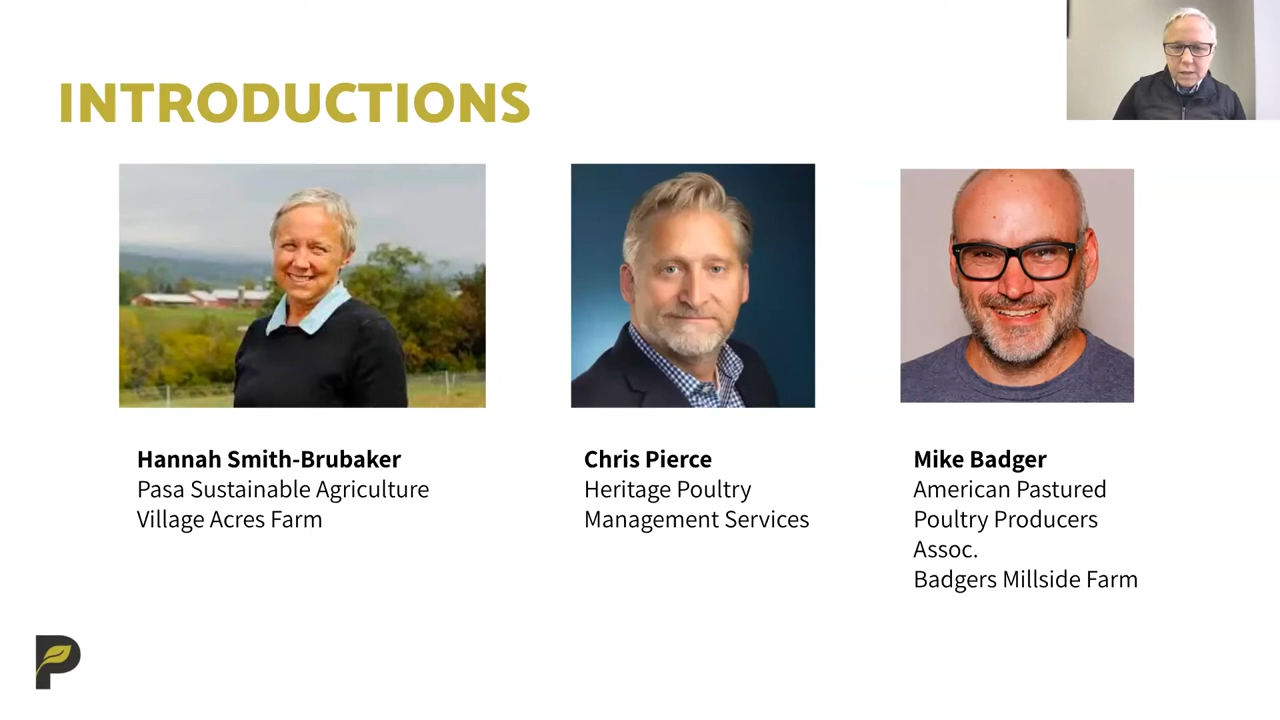 INTRODUCTIONS
Hannah Smith-Brubaker
Pasa Sustainable Agriculture
Village Acres Farm
Chris Pierce
Heritage Poultry
Management Services
Mike Badger
American Pastured
Poultry Producers
Assoc.
Badgers Millside Farm
P